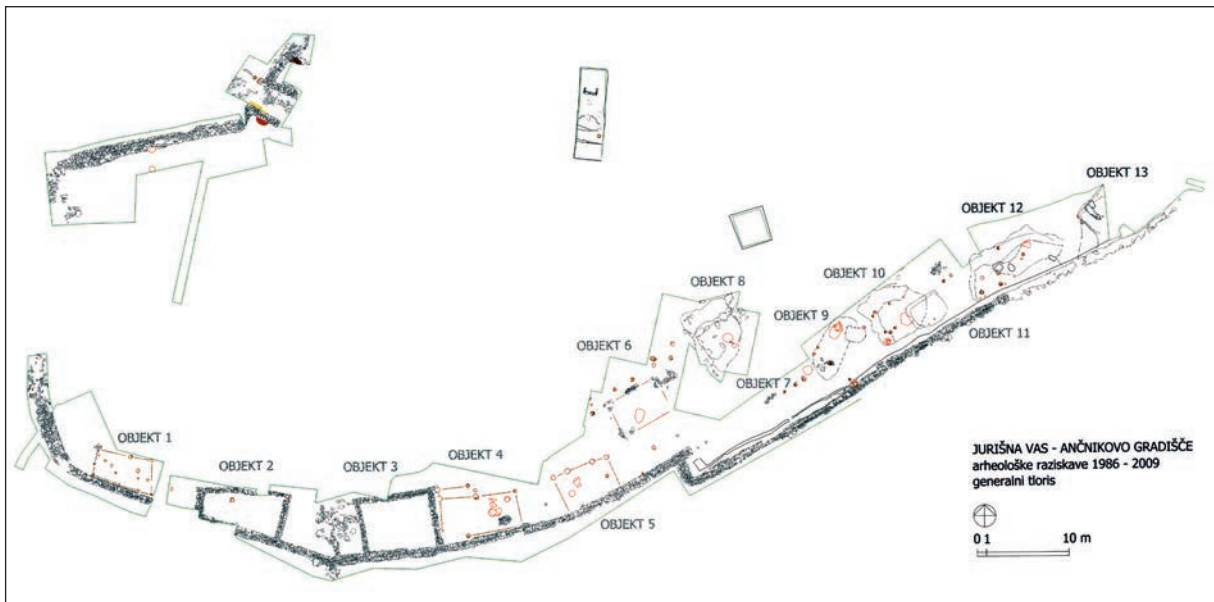 OBJEKT 13
OBJEKT 12
OBJEKT 10
OBJEKT 8
OBJEKT 9
OBJEKT 11
OBJEKT 6
OBJEKT 7
OBJEKT 1
OBJEKT 2
OBJEKT 3
OBJEKT 4
OBJEKT 5
JURIŠNA VAS - ANČNIKOVO GRADIŠČE
arheološke raziskave 1986 - 2009
generalni tloris
0 1 10 m